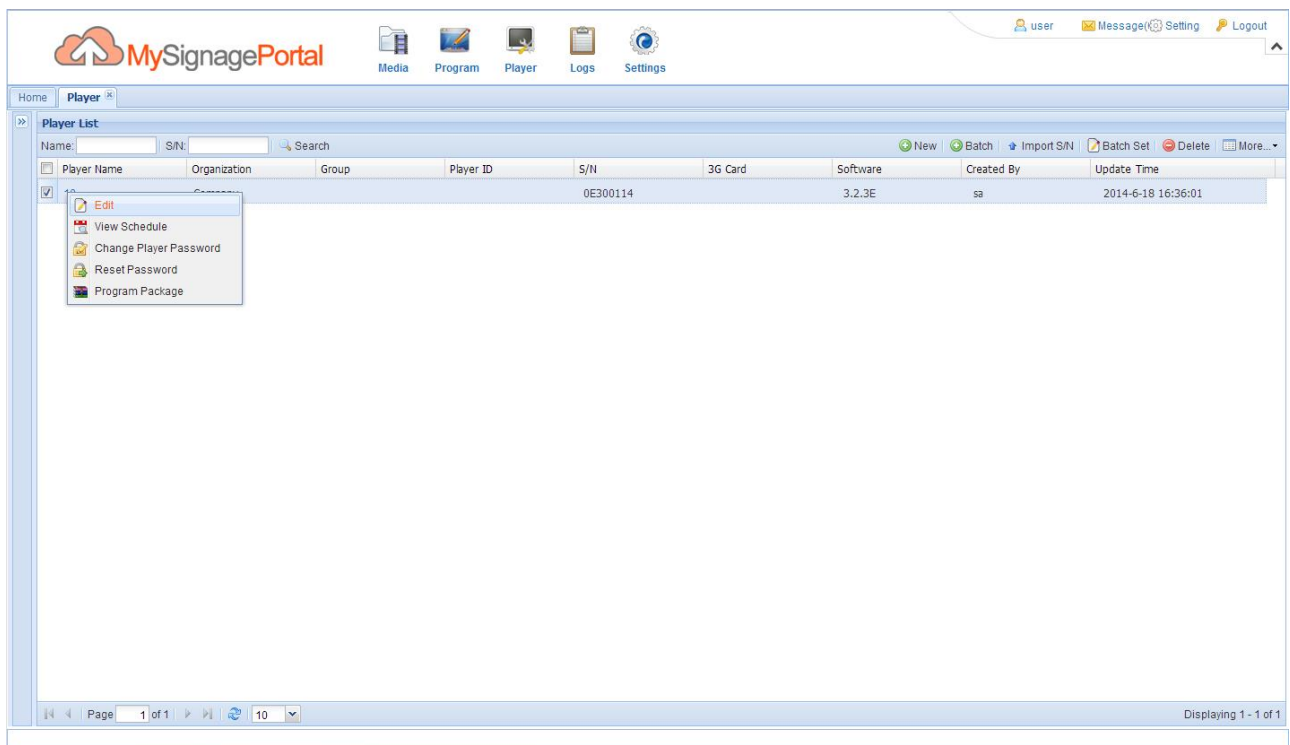 user Message( Setting Logout
MySignagePortal
Media Program Player Logs Settings
Home Player
Player List
Name: S/N: Search New Batch Import S/N Batch Set Delete More...
Player Name Organization Group Player ID S/N 3G Card Software Created By Update Time
0E300114 3.2.3E sa 2014-6-18 16:36:01
Edit
View Schedule
Change Player Password
Reset Password
Program Package
Page 1 of 1 10 Displaying 1 - 1 of 1